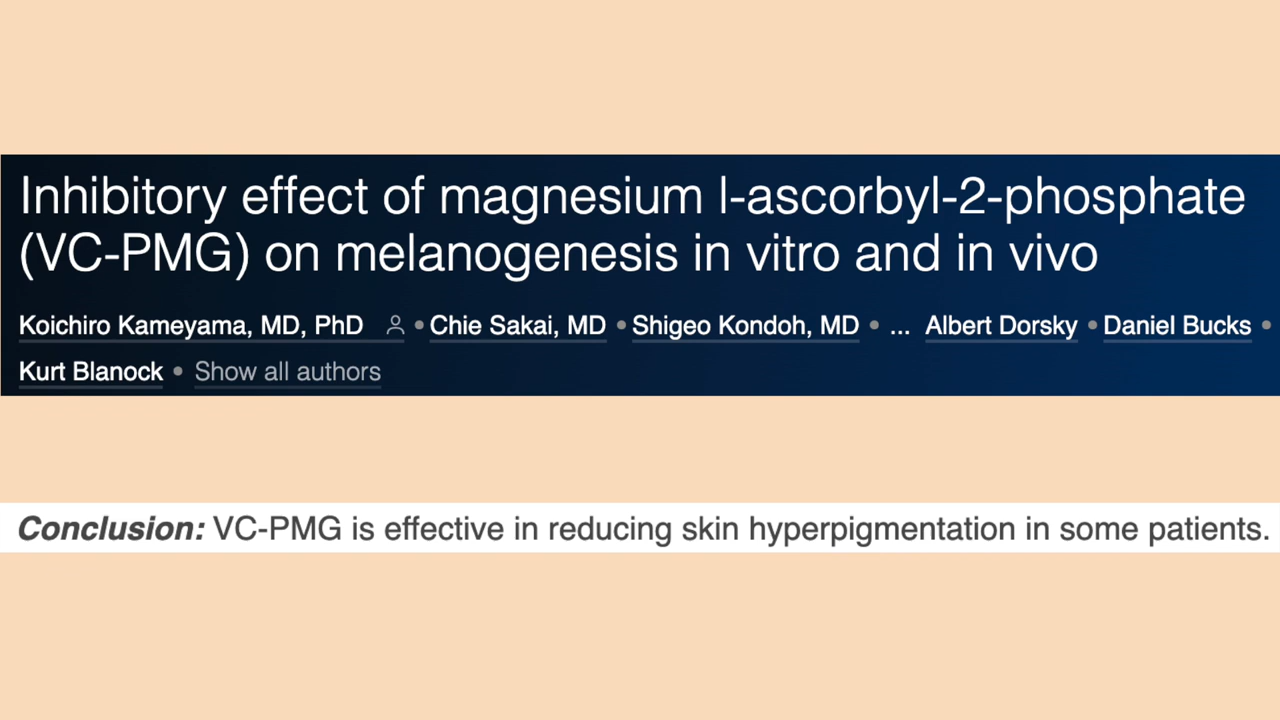 Inhibitory effect of magnesium l-ascorbyl-2-phosphate
(VC-PMG) on melanogenesis in vitro and in vivo
Koichiro Kameyama, MD, PhD • Chie Sakai, MD • Shigeo Kondoh, MD • ... Albert Dorsky • Daniel Bucks •
Kurt Blanock • Show all authors
Conclusion: VC-PMG is effective in reducing skin hyperpigmentation in some patients.